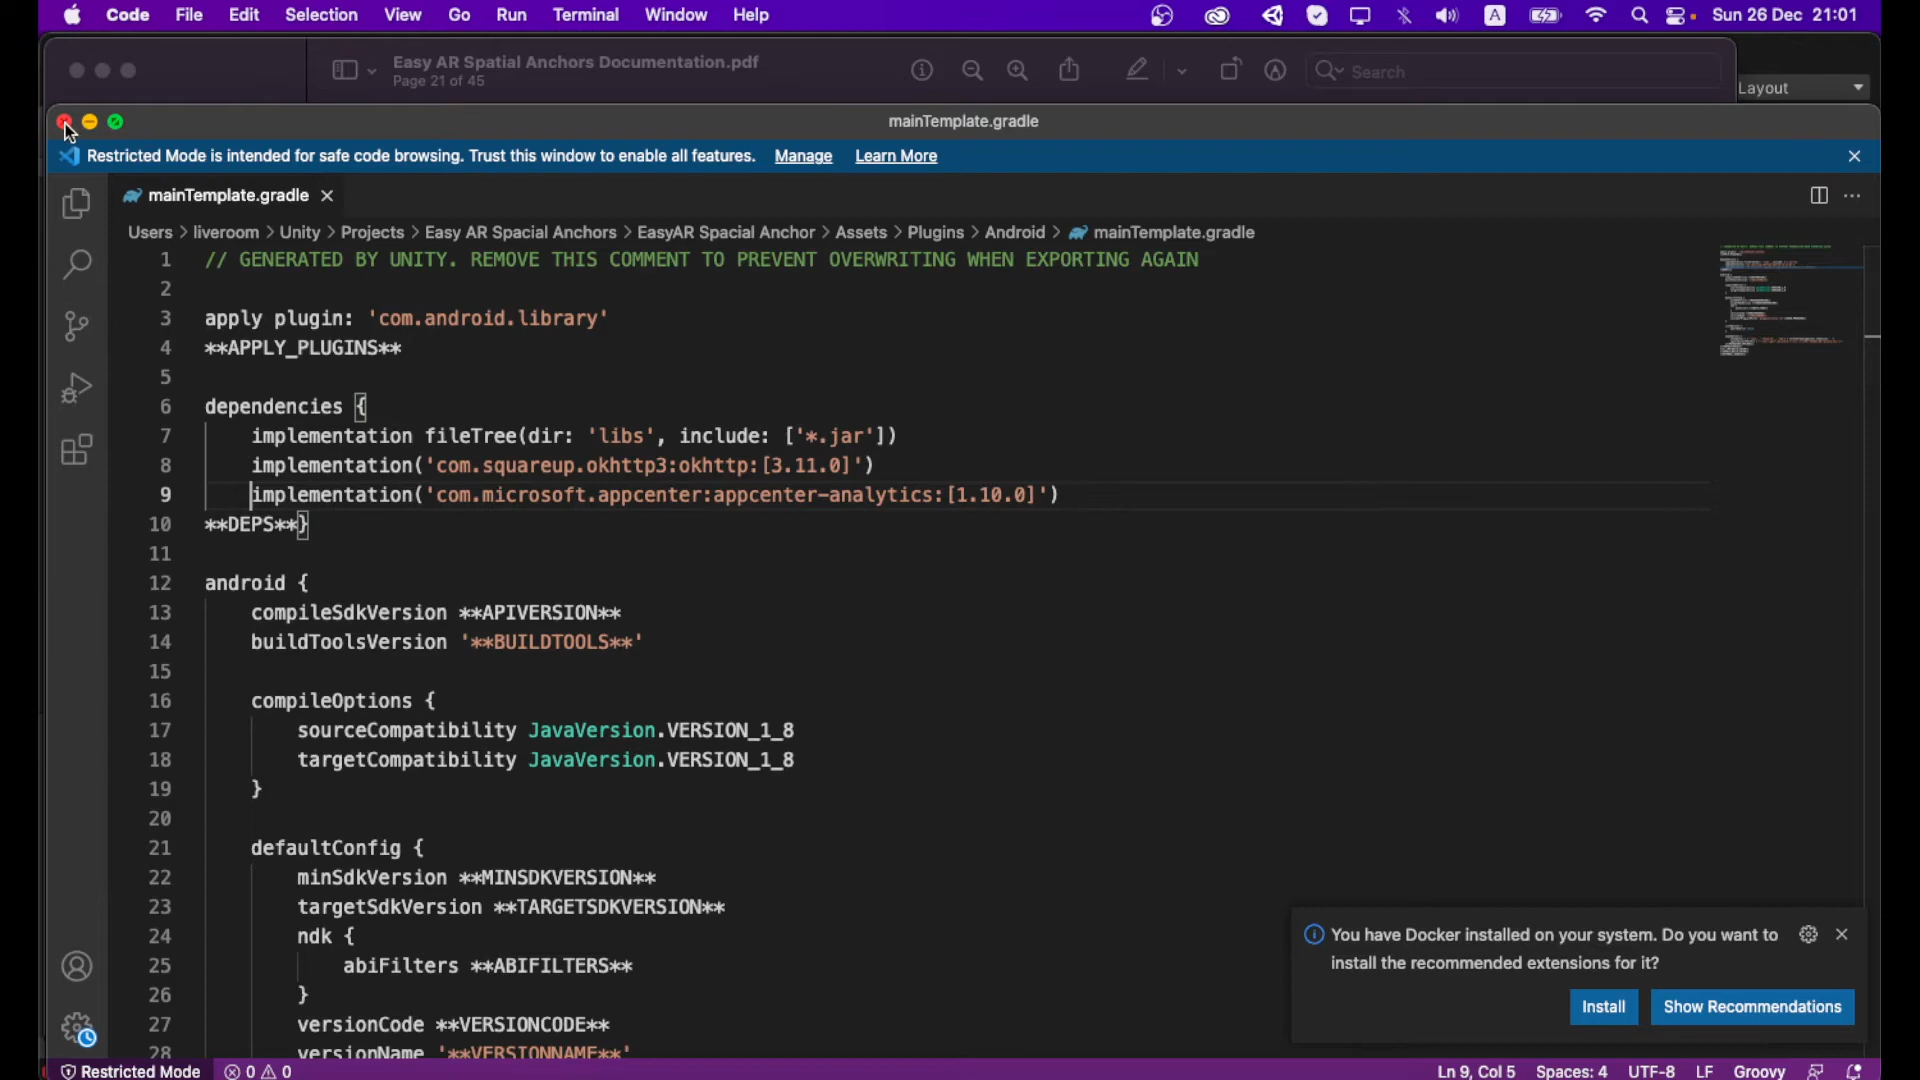 Code File Edit Selection View Go Run Terminal Window Help A Sun 26 Dec 21:01
Easy AR Spatial Anchors Documentation.pdf
Page 21 of 45
Search
Layout
mainTemplate.gradle
Restricted Mode is intended for safe code browsing. Trust this window to enable all features. Manage Learn More
mainTemplate.gradle
Users > liveroom > Unity > Projects > Easy AR Spacial Anchors > EasyAR Spacial Anchor > Assets > Plugins > Android > mainTemplate.gradle
1 // GENERATED BY UNITY. REMOVE THIS COMMENT TO PREVENT OVERWRITING WHEN EXPORTING AGAIN
2
3 apply plugin: 'com.android.library'
4 **APPLY_PLUGINS**
5
6 dependencies {
7 implementation fileTree(dir: 'libs', include: ['*.jar'])
8 implementation('com.squareup.okhttp3:okhttp:[3.11.0]')
9 implementation('com.microsoft.appcenter:appcenter-analytics:[1.10.0]')
10 **DEPS**}
11
12 android {
13 compileSdkVersion **APIVERSION**
14 buildToolsVersion '**BUILDTOOLS**'
15
16 compileOptions {
17 sourceCompatibility JavaVersion.VERSION_1_8
18 targetCompatibility JavaVersion.VERSION_1_8
19 }
20
21 defaultConfig {
22 minSdkVersion **MINSDKVERSION**
23 targetSdkVersion **TARGETSDKVERSION**
24 ndk {
25 abiFilters **ABIFILTERS**
26 }
27 versionCode **VERSIONCODE**
28 versionName '**VERSIONNAME**'
You have Docker installed on your system. Do you want to
install the recommended extensions for it?
Install Show Recommendations
Restricted Mode 0 0 Ln 9, Col 5 Spaces: 4 UTF-8 LF Groovy